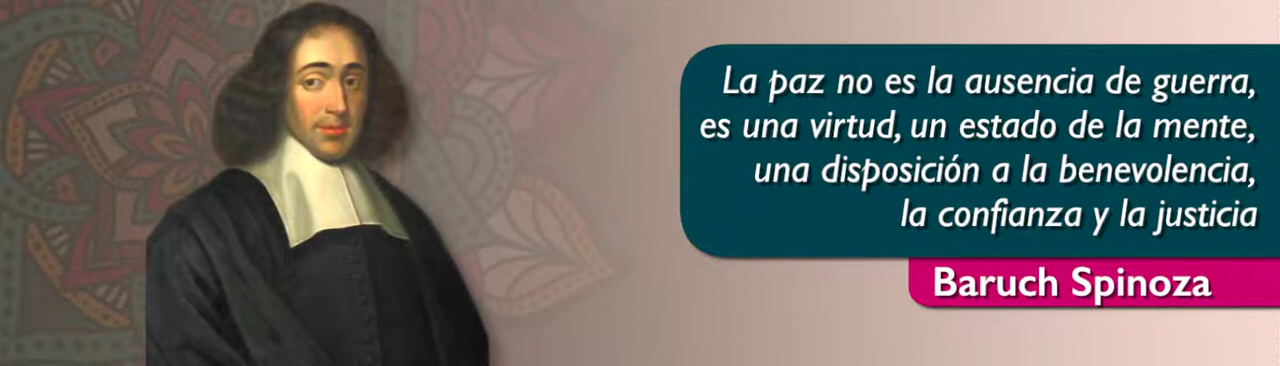 La paz no es la ausencia de guerra,
es una virtud, un estado de la mente,
una disposición a la benevolencia,
la confianza y la justicia
Baruch Spinoza